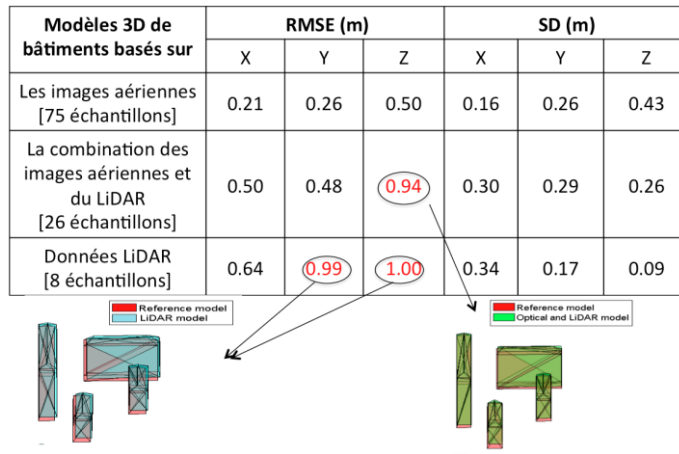 Modèles 3D de
bâtiments basés sur
RMSE (m)
SD (m)
X Y Z X Y Z
Les images aériennes
[75 échantillons]
0.21 0.26 0.50 0.16 0.26 0.43
La combination des
images aériennes et
du LiDAR
[26 échantillons]
0.50 0.48 0.94 0.30 0.29 0.26
Données LiDAR
[8 échantillons]
0.64 0.99 1.00 0.34 0.17 0.09
Reference model
LiDAR model
Reference model
Optical and LiDAR model